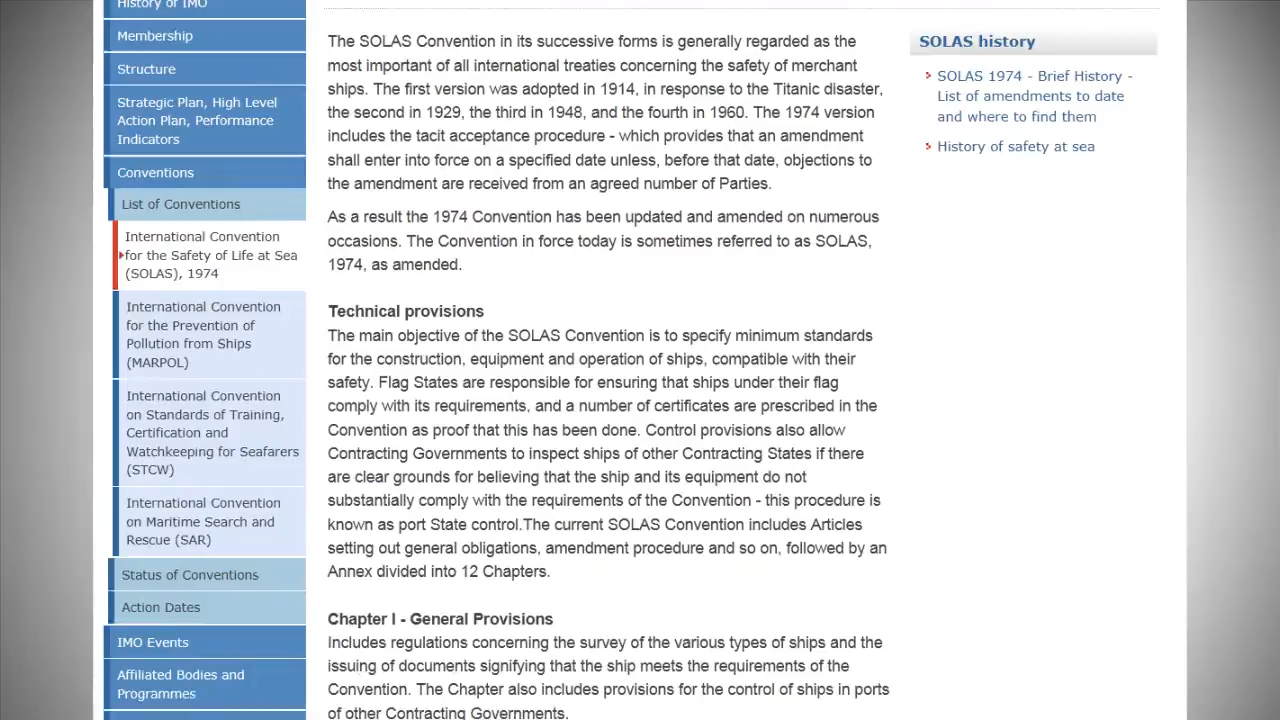 History of IMO
Membership
Structure
Strategic Plan, High Level
Action Plan, Performance
Indicators
Conventions
List of Conventions
International Convention
for the Safety of Life at Sea
(SOLAS), 1974
International Convention
for the Prevention of
Pollution from Ships
(MARPOL)
International Convention
on Standards of Training,
Certification and
Watchkeeping for Seafarers
(STCW)
International Convention
on Maritime Search and
Rescue (SAR)
Status of Conventions
Action Dates
IMO Events
Affiliated Bodies and
Programmes
The SOLAS Convention in its successive forms is generally regarded as the
most important of all international treaties concerning the safety of merchant
ships. The first version was adopted in 1914, in response to the Titanic disaster,
the second in 1929, the third in 1948, and the fourth in 1960. The 1974 version
includes the tacit acceptance procedure - which provides that an amendment
shall enter into force on a specified date unless, before that date, objections to
the amendment are received from an agreed number of Parties.
As a result the 1974 Convention has been updated and amended on numerous
occasions. The Convention in force today is sometimes referred to as SOLAS,
1974, as amended.
Technical provisions
The main objective of the SOLAS Convention is to specify minimum standards
for the construction, equipment and operation of ships, compatible with their
safety. Flag States are responsible for ensuring that ships under their flag
comply with its requirements, and a number of certificates are prescribed in the
Convention as proof that this has been done. Control provisions also allow
Contracting Governments to inspect ships of other Contracting States if there
are clear grounds for believing that the ship and its equipment do not
substantially comply with the requirements of the Convention - this procedure is
known as port State control.The current SOLAS Convention includes Articles
setting out general obligations, amendment procedure and so on, followed by an
Annex divided into 12 Chapters.
Chapter I - General Provisions
Includes regulations concerning the survey of the various types of ships and the
issuing of documents signifying that the ship meets the requirements of the
Convention. The Chapter also includes provisions for the control of ships in ports
of other Contracting Governments.
SOLAS history
SOLAS 1974 - Brief History -
List of amendments to date
and where to find them
History of safety at sea